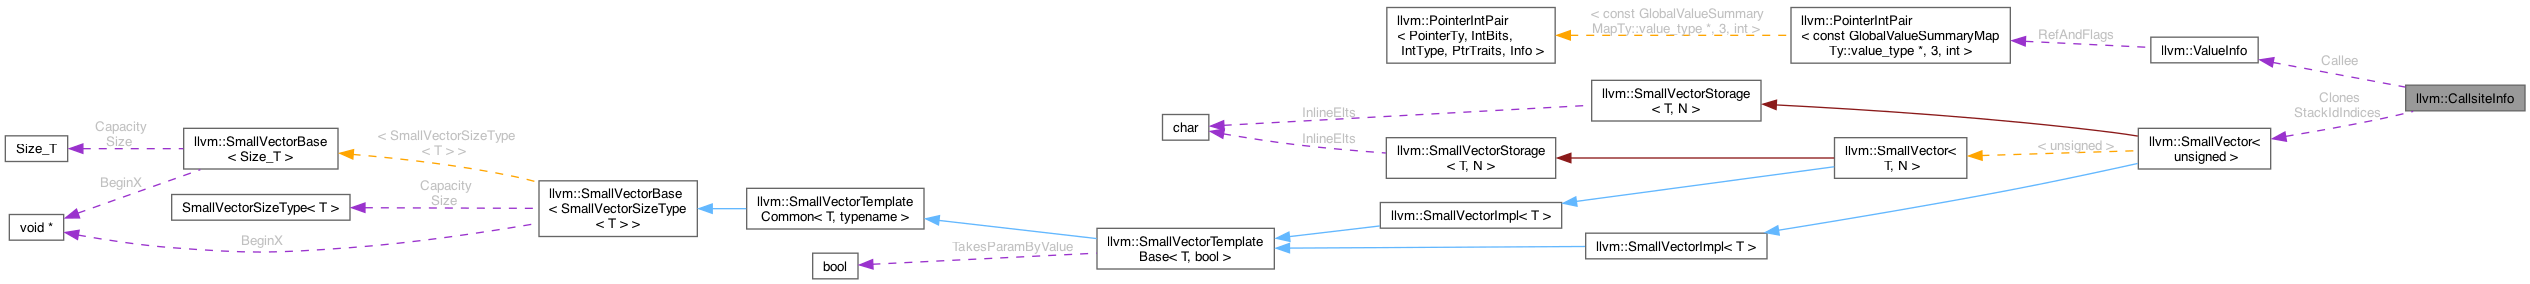 llvm::PointerIntPair
< PointerTy, IntBits,
IntType, PtrTraits, Info >
< const GlobalValueSummary
MapTy::value_type *, 3, int >
llvm::PointerIntPair
< const GlobalValueSummaryMap
Ty::value_type *, 3, int >
RefAndFlags
llvm::ValueInfo
Callee
llvm::CallsiteInfo
Clones
StackIdIndices
llvm::SmallVector<
unsigned >
llvm::SmallVectorStorage
< T, N >
InlineElts
char
InlineElts
llvm::SmallVectorStorage
< T, N >
llvm::SmallVector<
T, N >
< unsigned >
Size_T
Capacity
Size
llvm::SmallVectorBase
< Size_T >
< SmallVectorSizeType
< T > >
BeginX
SmallVectorSizeType< T >
Capacity
Size
llvm::SmallVectorBase
< SmallVectorSizeType
< T > >
void *
BeginX
llvm::SmallVectorTemplate
Common< T, typename >
llvm::SmallVectorImpl< T >
llvm::SmallVectorTemplate
Base< T, bool >
llvm::SmallVectorImpl< T >
TakesParamByValue
bool